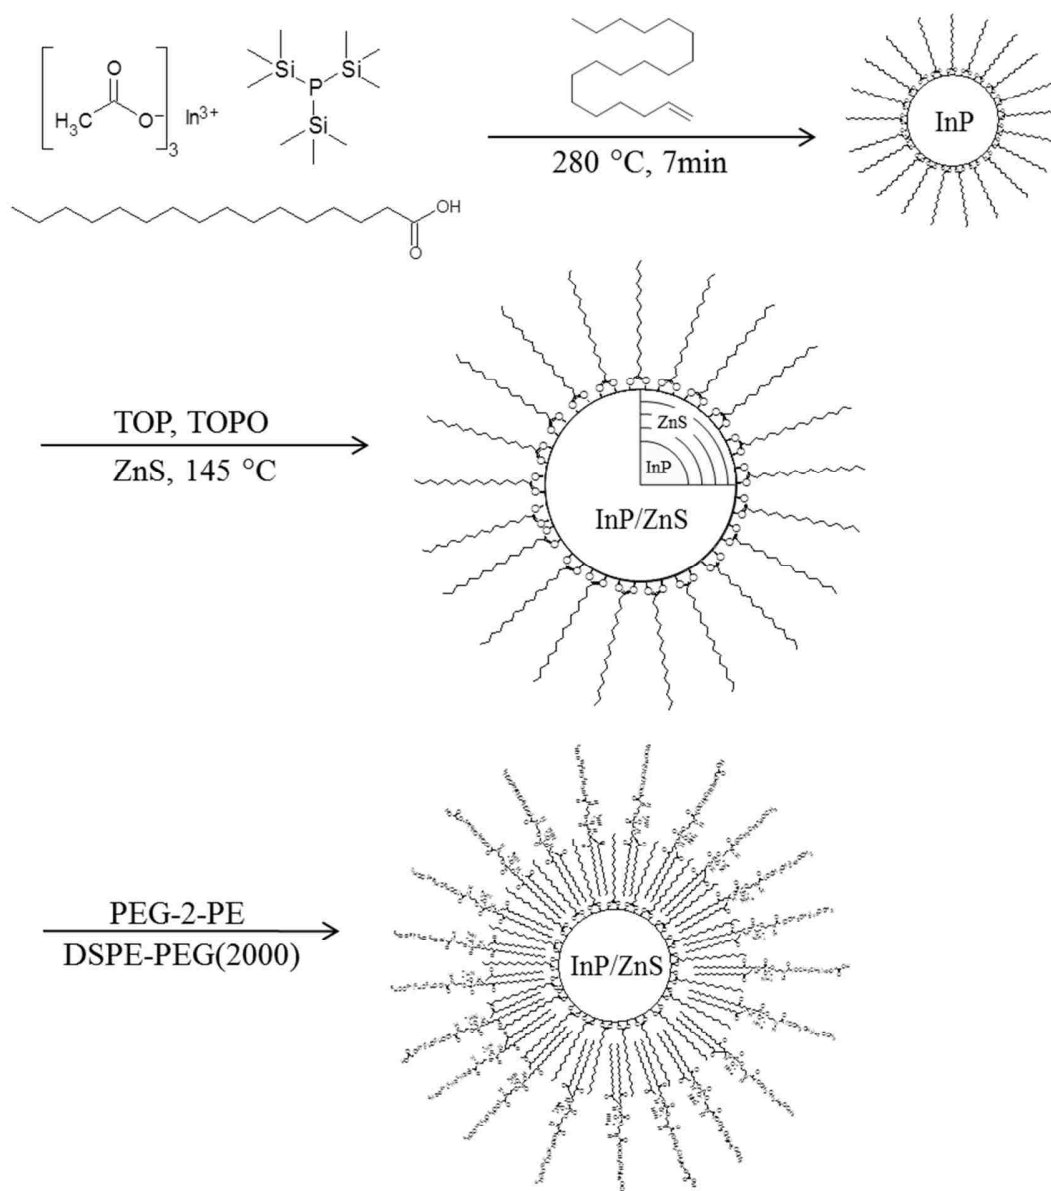 O
H₃C
O⁻
3
In³⁺
Si
Si
P
Si
OH
O
280 °C, 7min
InP
TOP, TOPO
ZnS, 145 °C
ZnS
InP
InP/ZnS
PEG-2-PE
DSPE-PEG(2000)
InP/ZnS